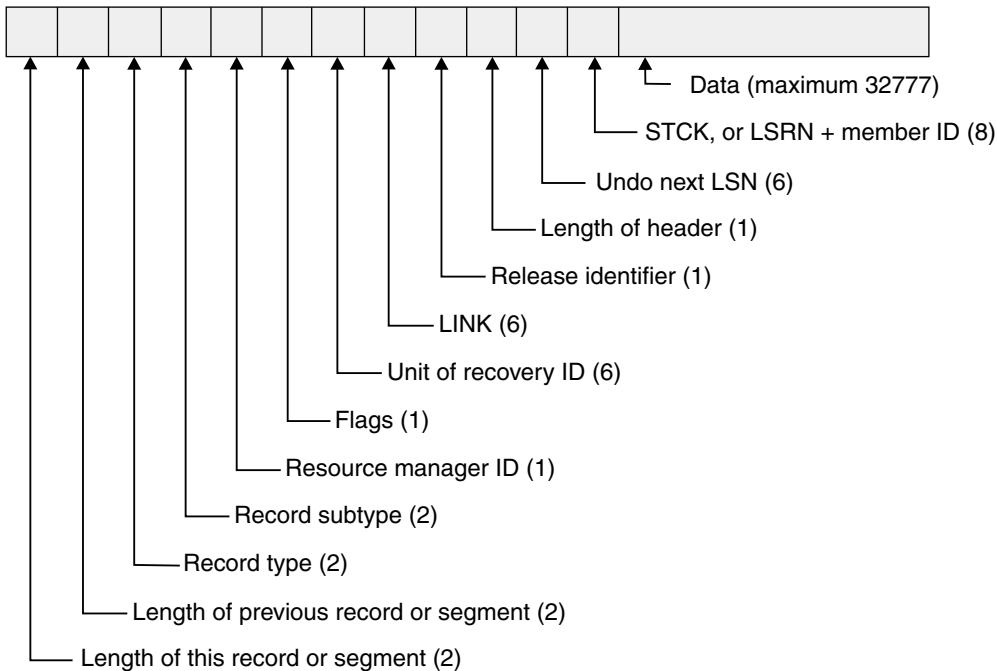 Data (maximum 32777)
STCK, or LSRN + member ID (8)
Undo next LSN (6)
Length of header (1)
Release identifier (1)
LINK (6)
Unit of recovery ID (6)
Flags (1)
Resource manager ID (1)
Record subtype (2)
Record type (2)
Length of previous record or segment (2)
Length of this record or segment (2)